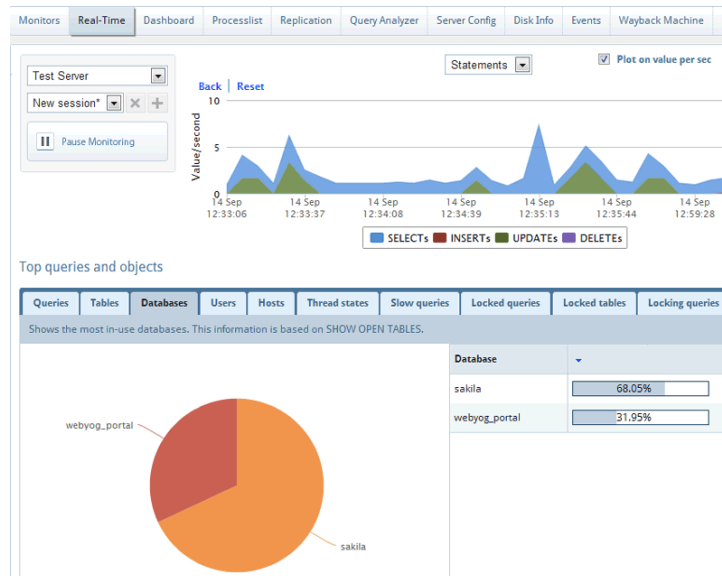 Monitors Real-Time Dashboard Processlist Replication Query Analyzer Server Config Disk Info Events Wayback Machine
Test Server
New session*
Pause Monitoring
Statements
Plot on value per sec
Back Reset
Value/second
10
5
0
14 Sep 12:33:06
14 Sep 12:33:37
14 Sep 12:34:08
14 Sep 12:34:39
14 Sep 12:35:13
14 Sep 12:35:44
14 Sep 12:59:28
SELECTs INSERTs UPDATEs DELETEs
Top queries and objects
Queries Tables Databases Users Hosts Thread states Slow queries Locked queries Locked tables Locking queries
Shows the most in-use databases. This information is based on SHOW OPEN TABLES.
Database
sakila 68.05%
webyog_portal 31.95%
webyog_portal
sakila